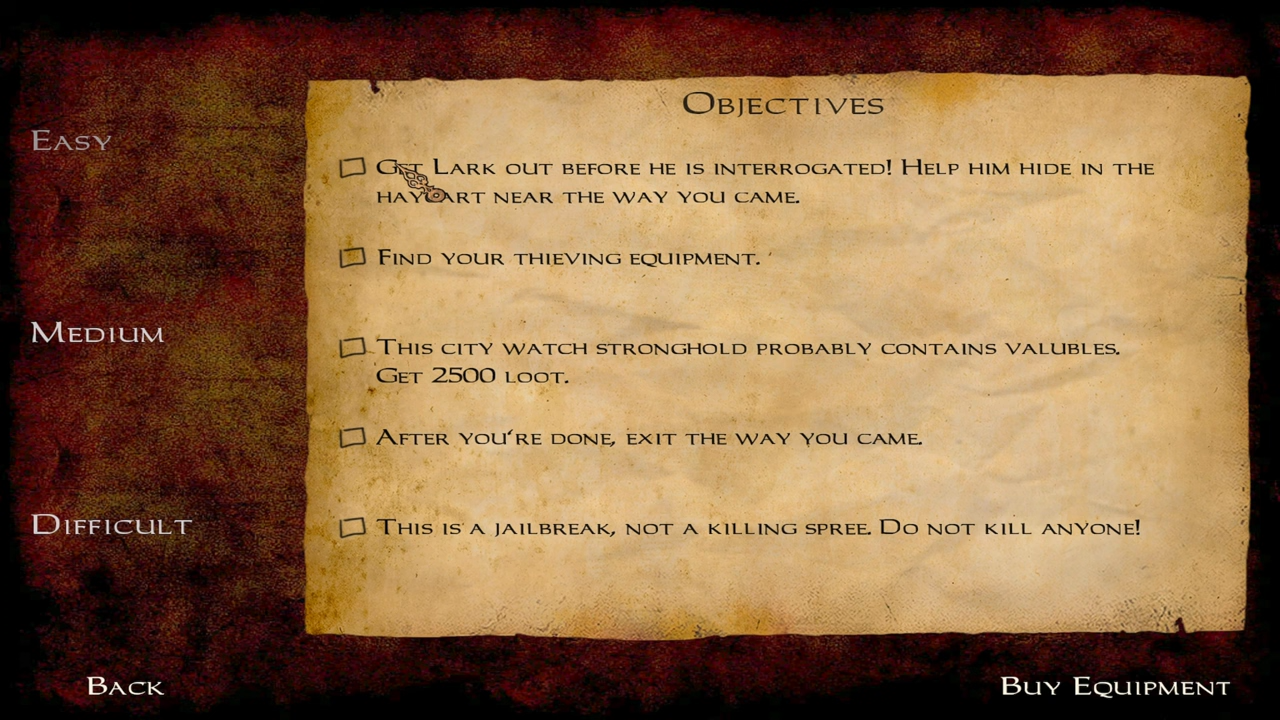 Objectives
Easy
Get Lark out before he is interrogated! Help him hide in the
haycart near the way you came.
Find your thieving equipment.
Medium
This city watch stronghold probably contains valubles.
Get 2500 loot.
After you're done, exit the way you came.
Difficult
This is a jailbreak, not a killing spree. Do not kill anyone!
Back
Buy Equipment